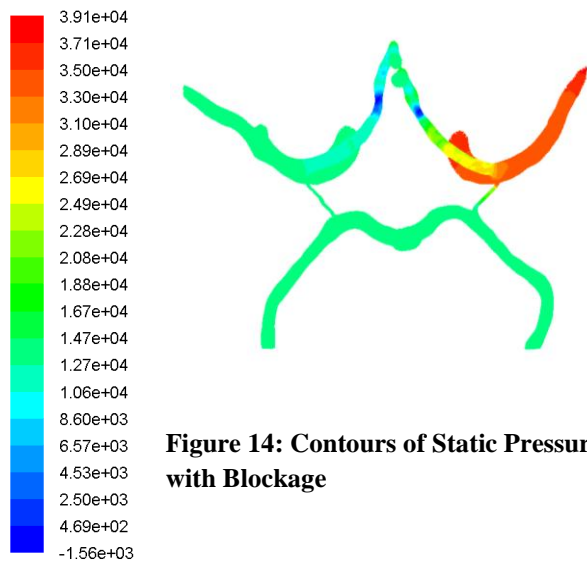 3.91e+04
3.71e+04
3.50e+04
3.30e+04
3.10e+04
2.89e+04
2.69e+04
2.49e+04
2.28e+04
2.08e+04
1.88e+04
1.67e+04
1.47e+04
1.27e+04
1.06e+04
8.60e+03
6.57e+03
4.53e+03
2.50e+03
4.69e+02
-1.56e+03
Figure 14: Contours of Static Pressur
with Blockage